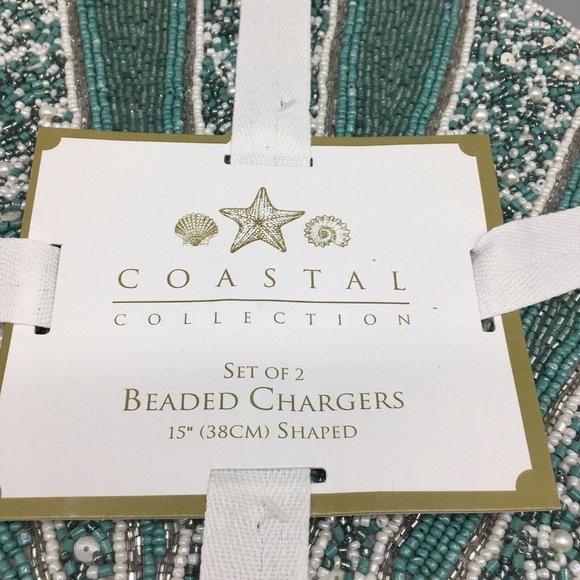 COASTAL
COLLECTION
SET OF 2
BEADED CHARGERS
15" (38CM) SHAPED